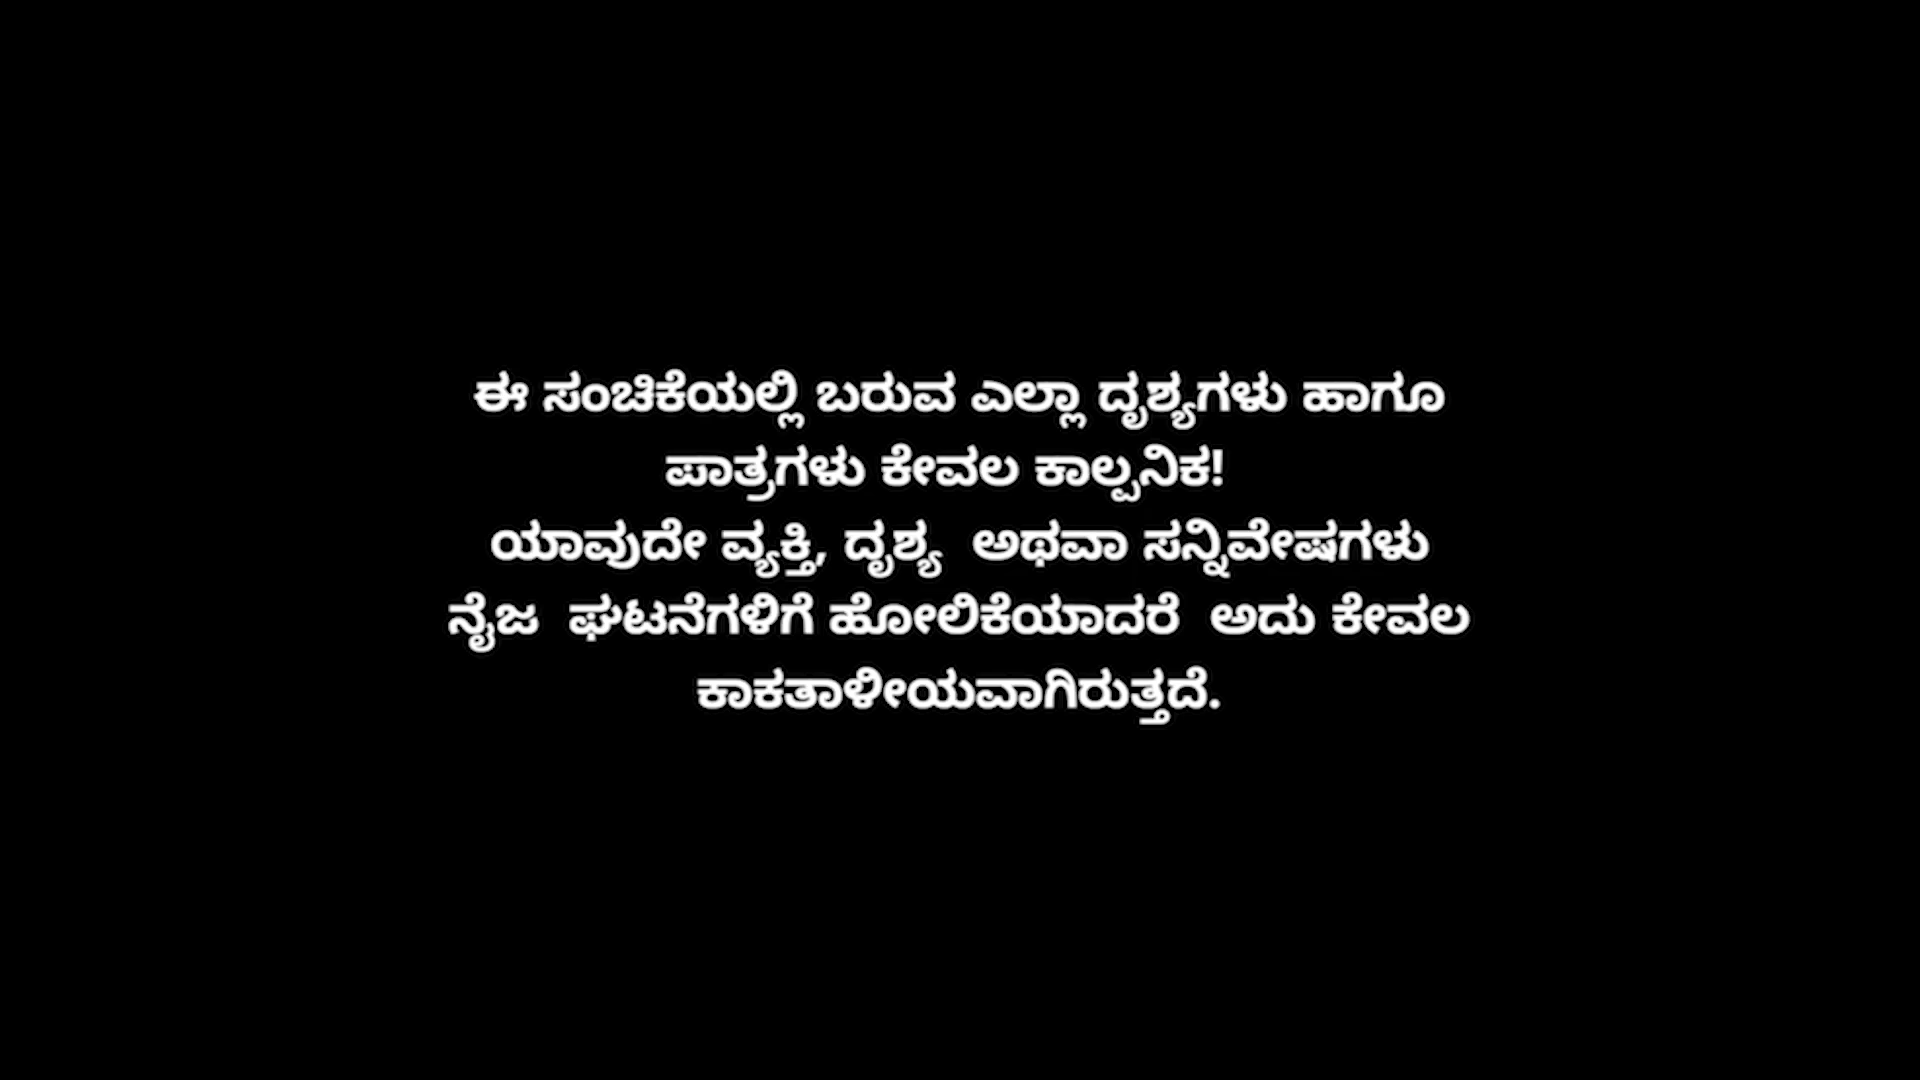 ಈ ಸಂಚಿಕೆಯಲ್ಲಿ ಬರುವ ಎಲ್ಲಾ ದೃಶ್ಯಗಳು ಹಾಗೂ
ಪಾತ್ರಗಳು ಕೇವಲ ಕಾಲ್ಪನಿಕ!
ಯಾವುದೇ ವ್ಯಕ್ತಿ, ದೃಶ್ಯ ಅಥವಾ ಸನ್ನಿವೇಷಗಳು
ನೈಜ ಘಟನೆಗಳಿಗೆ ಹೋಲಿಕೆಯಾದರೆ ಅದು ಕೇವಲ
ಕಾಕತಾಳೀಯವಾಗಿರುತ್ತದೆ.